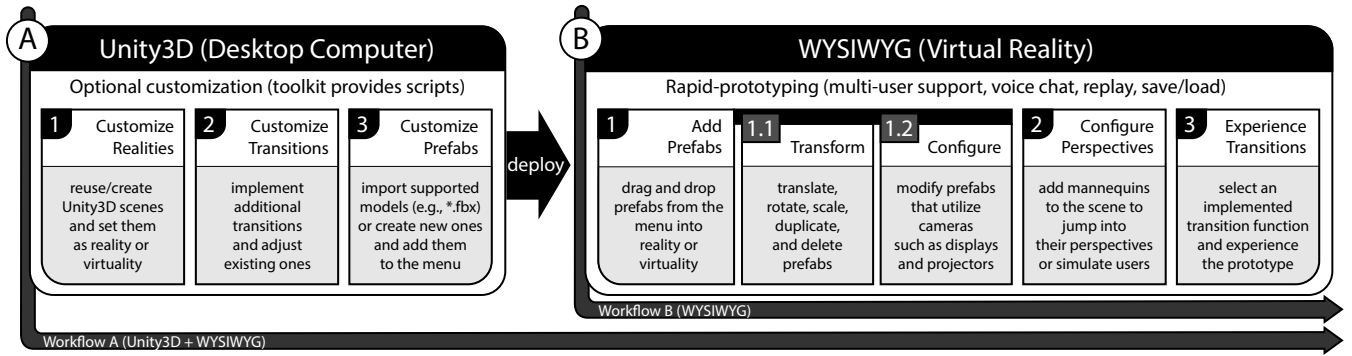 A
Unity3D (Desktop Computer)
Optional customization (toolkit provides scripts)
1
Customize
Realities
reuse/create
Unity3D scenes
and set them
as reality or
virtuality
2
Customize
Transitions
implement
additional
transitions
and adjust
existing ones
3
Customize
Prefabs
import supported
models (e.g., *.fbx)
or create new ones
and add them
to the menu
deploy
B
WYSIWYG (Virtual Reality)
Rapid-prototyping (multi-user support, voice chat, replay, save/load)
1
Add
Prefabs
drag and drop
prefabs from the
menu into
reality or
virtuality
1.1
Transform
translate,
rotate, scale,
duplicate,
and delete
prefabs
1.2
Configure
modify prefabs
that utilize
cameras
such as displays
and projectors
2
Configure
Perspectives
add mannequins
to the scene to
jump into
their perspectives
or simulate users
3
Experience
Transitions
select an
implemented
transition function
and experience
the prototype
Workflow B (WYSIWYG)
Workflow A (Unity3D + WYSIWYG)